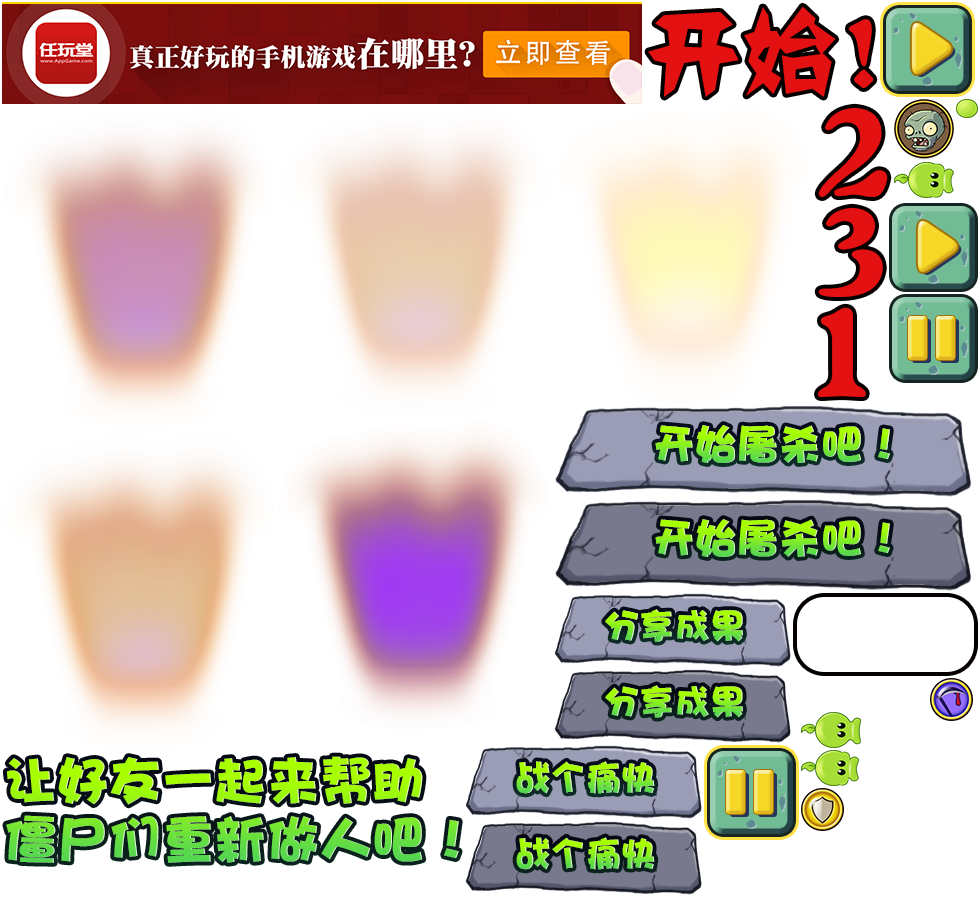 任玩堂
www.AppGame.com
真正好玩的手机游戏在哪里?
立即查看
开始!
2
3
1
开始屠杀吧!
开始屠杀吧!
分享成果
分享成果
让好友一起来帮助
僵尸们重新做人吧!
战个痛快
战个痛快